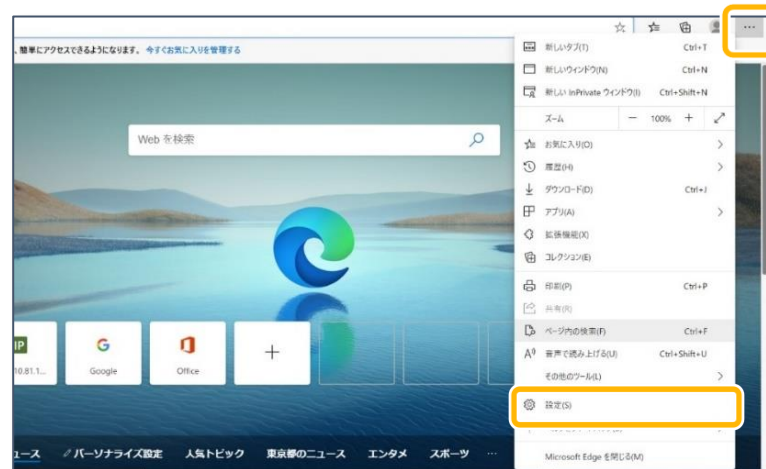 、簡単にアクセスできるようになります。 今すぐお気に入りを管理する
Web を検索
10.81.1...
Google
Office
ュース
パーソナライズ設定
人気トピック
東京都のニュース
エンタメ
スポーツ
...
新しいタブ(T) Ctrl+T
新しいウィンドウ(N) Ctrl+N
新しい InPrivate ウィンドウ(I) Ctrl+Shift+N
ズーム − 100% +
お気に入り(O)
履歴(H)
ダウンロード(D) Ctrl+J
アプリ(A)
拡張機能(X)
コレクション(E)
印刷(P) Ctrl+P
共有(R)
ページ内の検索(F) Ctrl+F
音声で読み上げる(U) Ctrl+Shift+U
その他のツール(L)
設定(S)
Microsoft Edge を閉じる(M)